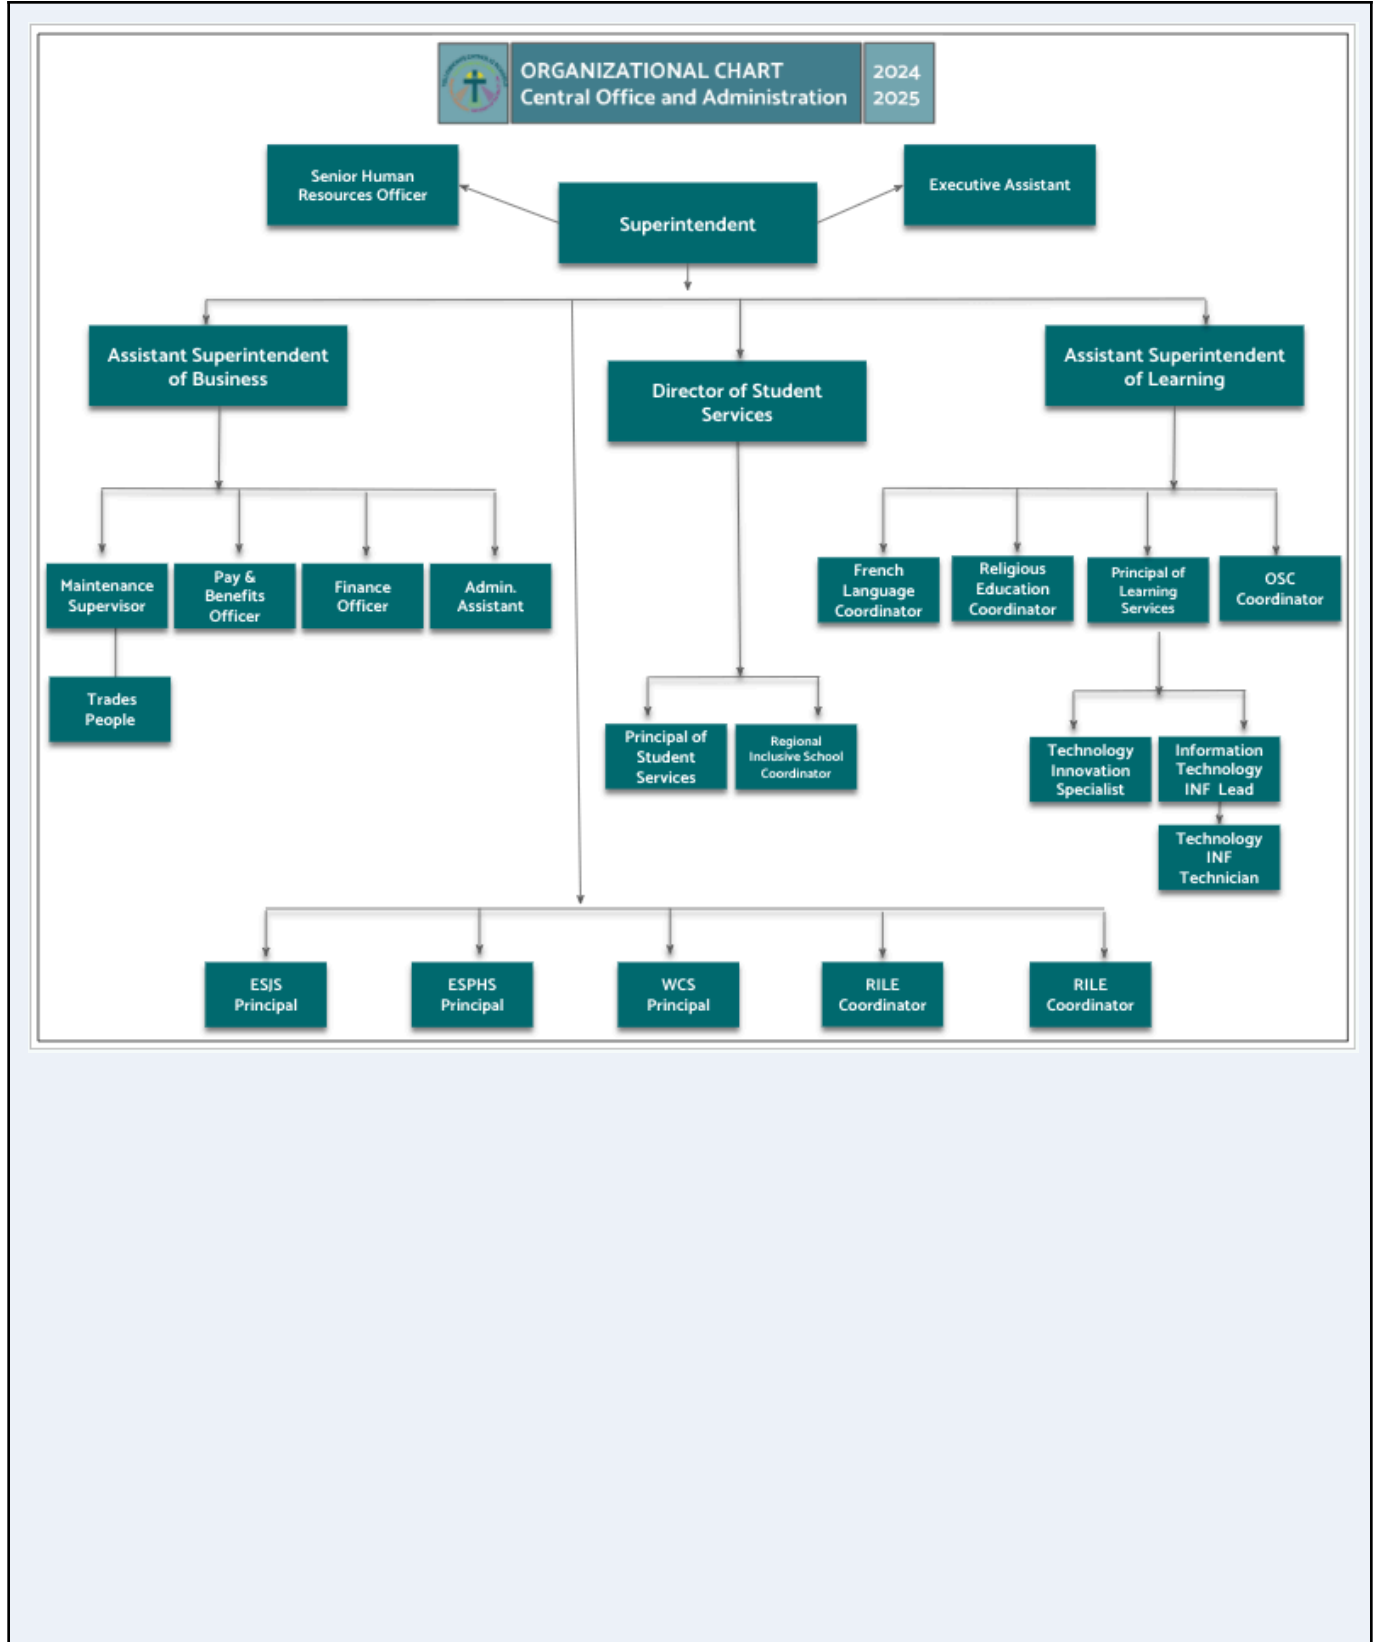 ORGANIZATIONAL CHART
Central Office and Administration
2024
2025
Senior Human
Resources Officer
Superintendent
Executive Assistant
Assistant Superintendent
of Business
Director of Student
Services
Assistant Superintendent
of Learning
Maintenance
Supervisor
Pay &
Benefits
Officer
Finance
Officer
Admin.
Assistant
French
Language
Coordinator
Religious
Education
Coordinator
Principal of
Learning
Services
OSC
Coordinator
Trades
People
Principal of
Student
Services
Regional
Inclusive School
Coordinator
Technology
Innovation
Specialist
Information
Technology
INF Lead
Technology
INF
Technician
ESJS
Principal
ESPHS
Principal
WCS
Principal
RILE
Coordinator
RILE
Coordinator